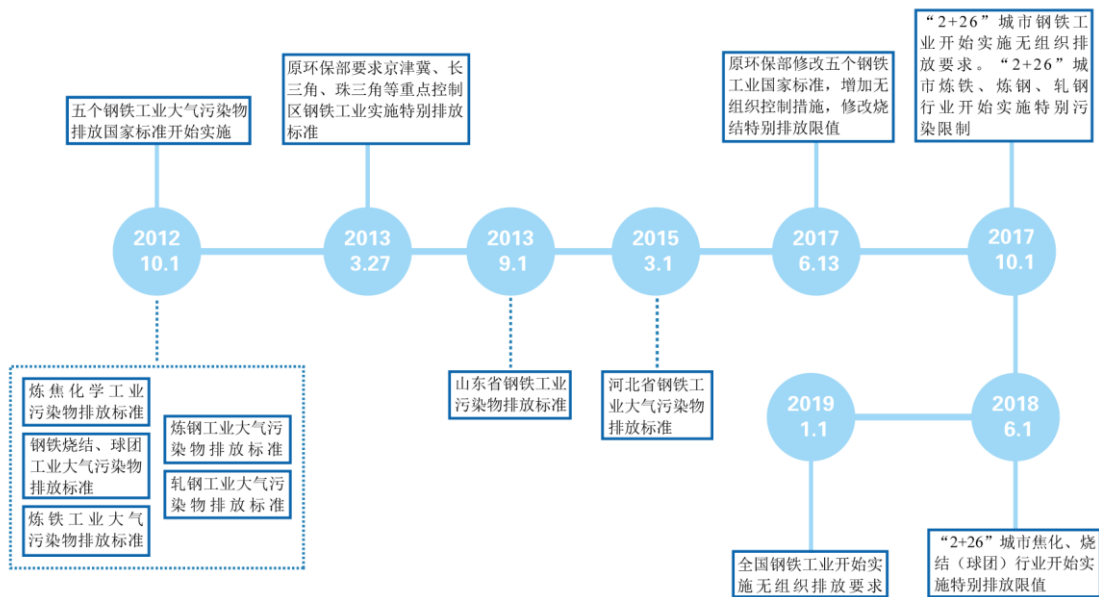 五个钢铁工业大气污染物
排放国家标准开始实施
原环保部要求京津冀、长
三角、珠三角等重点控制
区钢铁工业实施特别排放
标准
原环保部修改五个钢铁
工业国家标准，增加无
组织控制措施，修改烧
结特别排放限值
“2+26”城市钢铁工
业开始实施无组织排
放要求。“2+26”城
市炼铁、炼钢、轧钢
行业开始实施特别污
染限制
2012
10.1
2013
3.27
2013
9.1
2015
3.1
2017
6.13
2017
10.1
炼焦化学工业
污染物排放标准
钢铁烧结、球团
工业大气污染物
排放标准
炼铁工业大气
污染物排放标准
炼钢工业大气污
染物排放标准
轧钢工业大气污
染物排放标准
山东省钢铁工业
污染物排放标准
河北省钢铁工
业大气污染物
排放标准
2018
6.1
2019
1.1
“2+26”城市焦化、烧
结（球团）行业开始实
施特别排放限值
全国钢铁工业开始实
施无组织排放要求